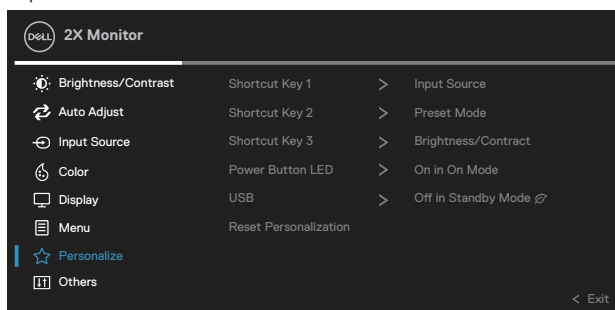 DELL 2X Monitor
Brightness/Contrast Shortcut Key 1 > Input Source
Auto Adjust Shortcut Key 2 > Preset Mode
Input Source Shortcut Key 3 > Brightness/Contract
Color Power Button LED > On in On Mode
Display USB > Off in Standby Mode
Menu Reset Personalization
Personalize
Others
< Exit